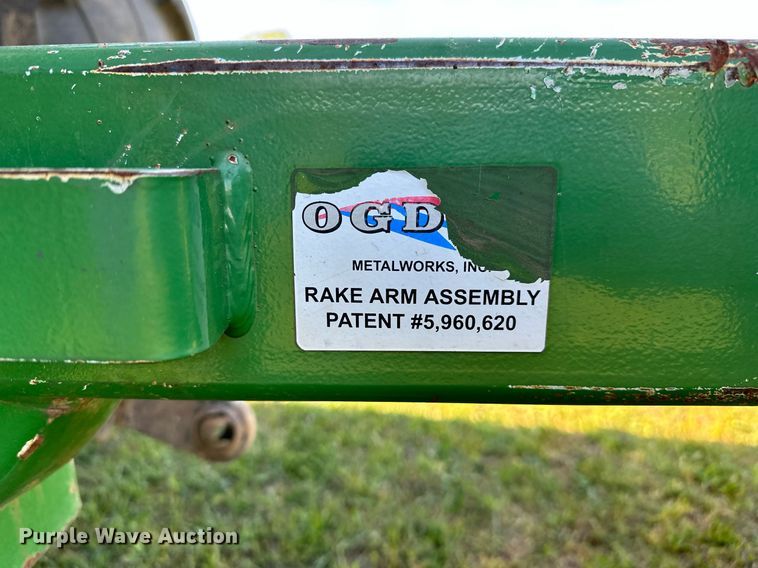 OGD
METALWORKS, INC.
RAKE ARM ASSEMBLY
PATENT #5,960,620
Purple Wave Auction